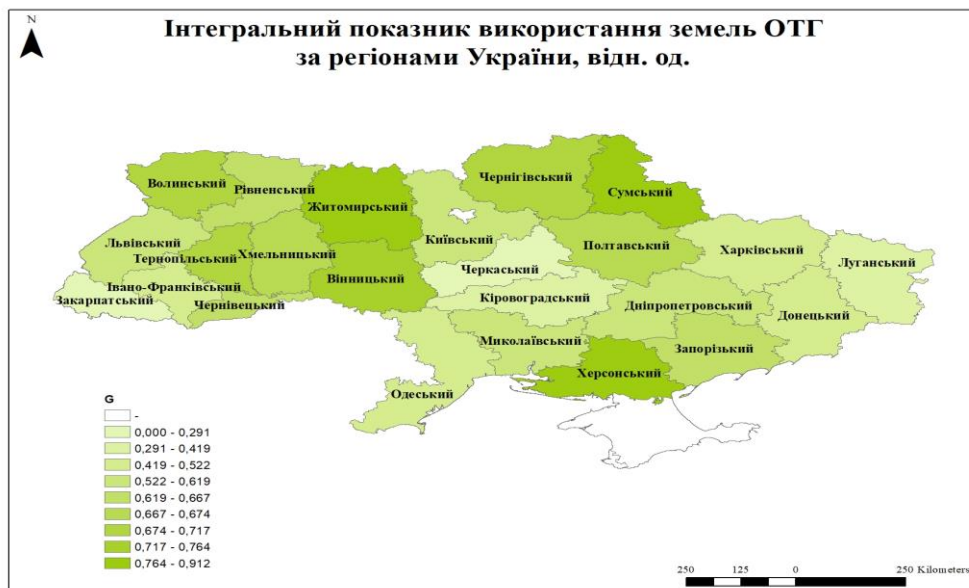 N
Інтегральний показник використання земель ОТГ
за регіонами України, відн. од.
Волинський
Рівненський
Житомирський
Чернігівський
Сумський
Київський
Львівський
Тернопільський
Хмельницький
Вінницький
Черкаський
Полтавський
Харківський
Луганський
Івано-Франківський
Закарпатський
Чернівецький
Кіровоградський
Дніпропетровський
Донецький
Миколаївський
Запорізький
Херсонський
Одеський
G
-
0,000 - 0,291
0,291 - 0,419
0,419 - 0,522
0,522 - 0,619
0,619 - 0,667
0,667 - 0,674
0,674 - 0,717
0,717 - 0,764
0,764 - 0,912
250 125 0 250 Kilometers